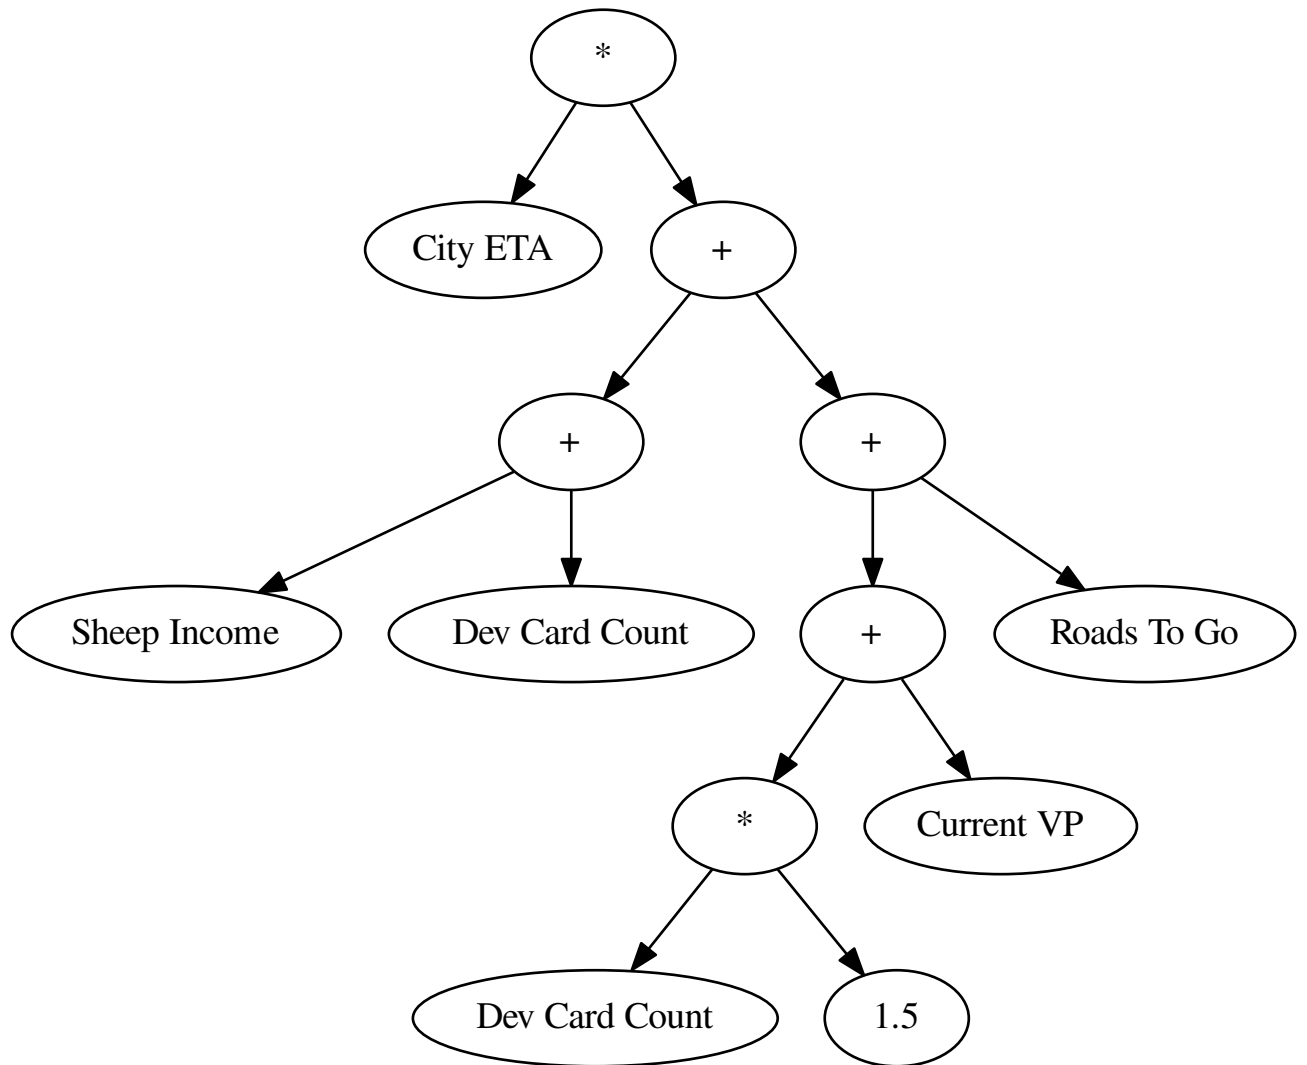 *
City ETA
+
+
+
Sheep Income
Dev Card Count
+
Roads To Go
*
Current VP
Dev Card Count
1.5